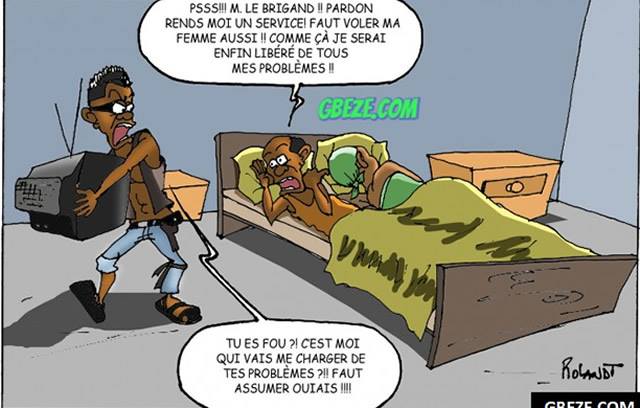 PSSS!!! M. LE BRIGAND !! PARDON
RENDS MOI UN SERVICE! FAUT VOLER MA
FEMME AUSSI !! COMME ÇÀ JE SERAI
ENFIN LIBÉRÉ DE TOUS
MES PROBLÈMES !!
GBEZE.COM
TU ES FOU ?! C'EST MOI
QUI VAIS ME CHARGER DE
TES PROBLÈMES ?!! FAUT
ASSUMER OUIAIS !!!!
ROLANDT
GBEZE.COM